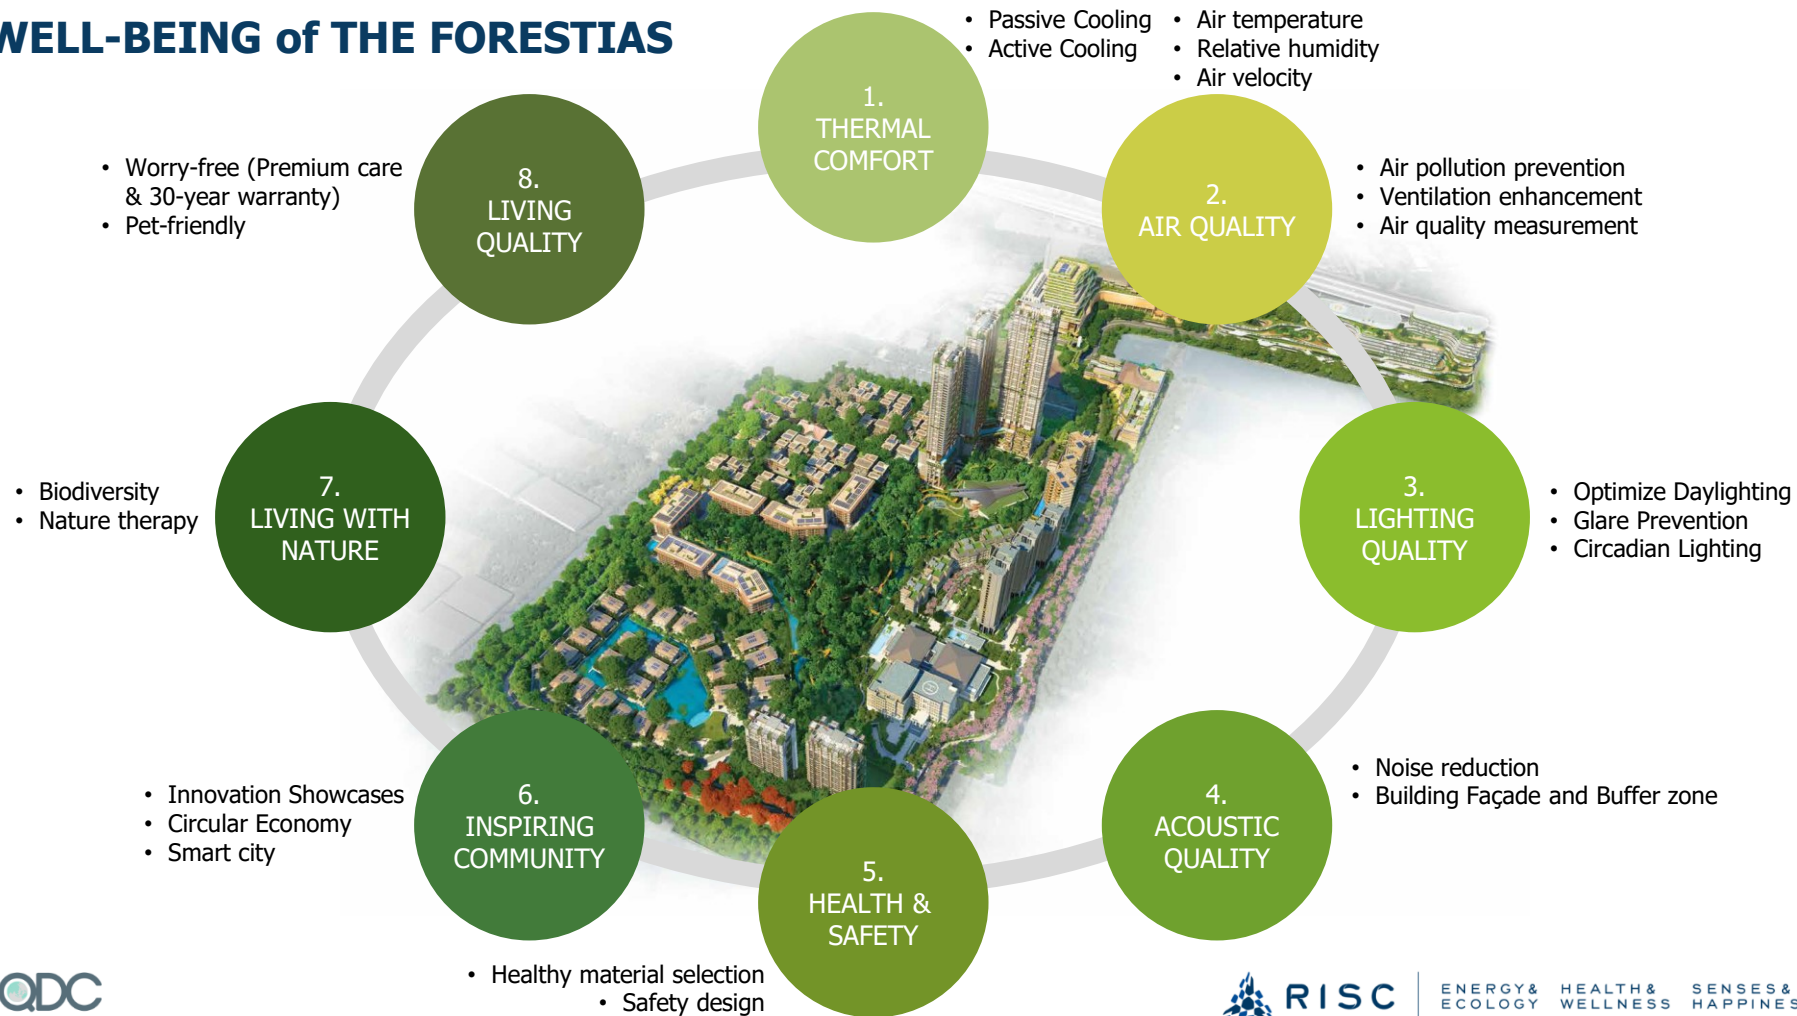 WELL-BEING of THE FORESTIAS
• Passive Cooling
• Active Cooling
• Air temperature
• Relative humidity
• Air velocity
1.
THERMAL
COMFORT
2.
AIR QUALITY
• Air pollution prevention
• Ventilation enhancement
• Air quality measurement
3.
LIGHTING
QUALITY
• Optimize Daylighting
• Glare Prevention
• Circadian Lighting
4.
ACOUSTIC
QUALITY
• Noise reduction
• Building Façade and Buffer zone
5.
HEALTH &
SAFETY
• Healthy material selection
• Safety design
6.
INSPIRING
COMMUNITY
• Innovation Showcases
• Circular Economy
• Smart city
7.
LIVING WITH
NATURE
• Biodiversity
• Nature therapy
8.
LIVING
QUALITY
• Worry-free (Premium care
& 30-year warranty)
• Pet-friendly
QDC
RISC
ENERGY &
ECOLOGY
HEALTH &
WELLNESS
SENSES &
HAPPINES